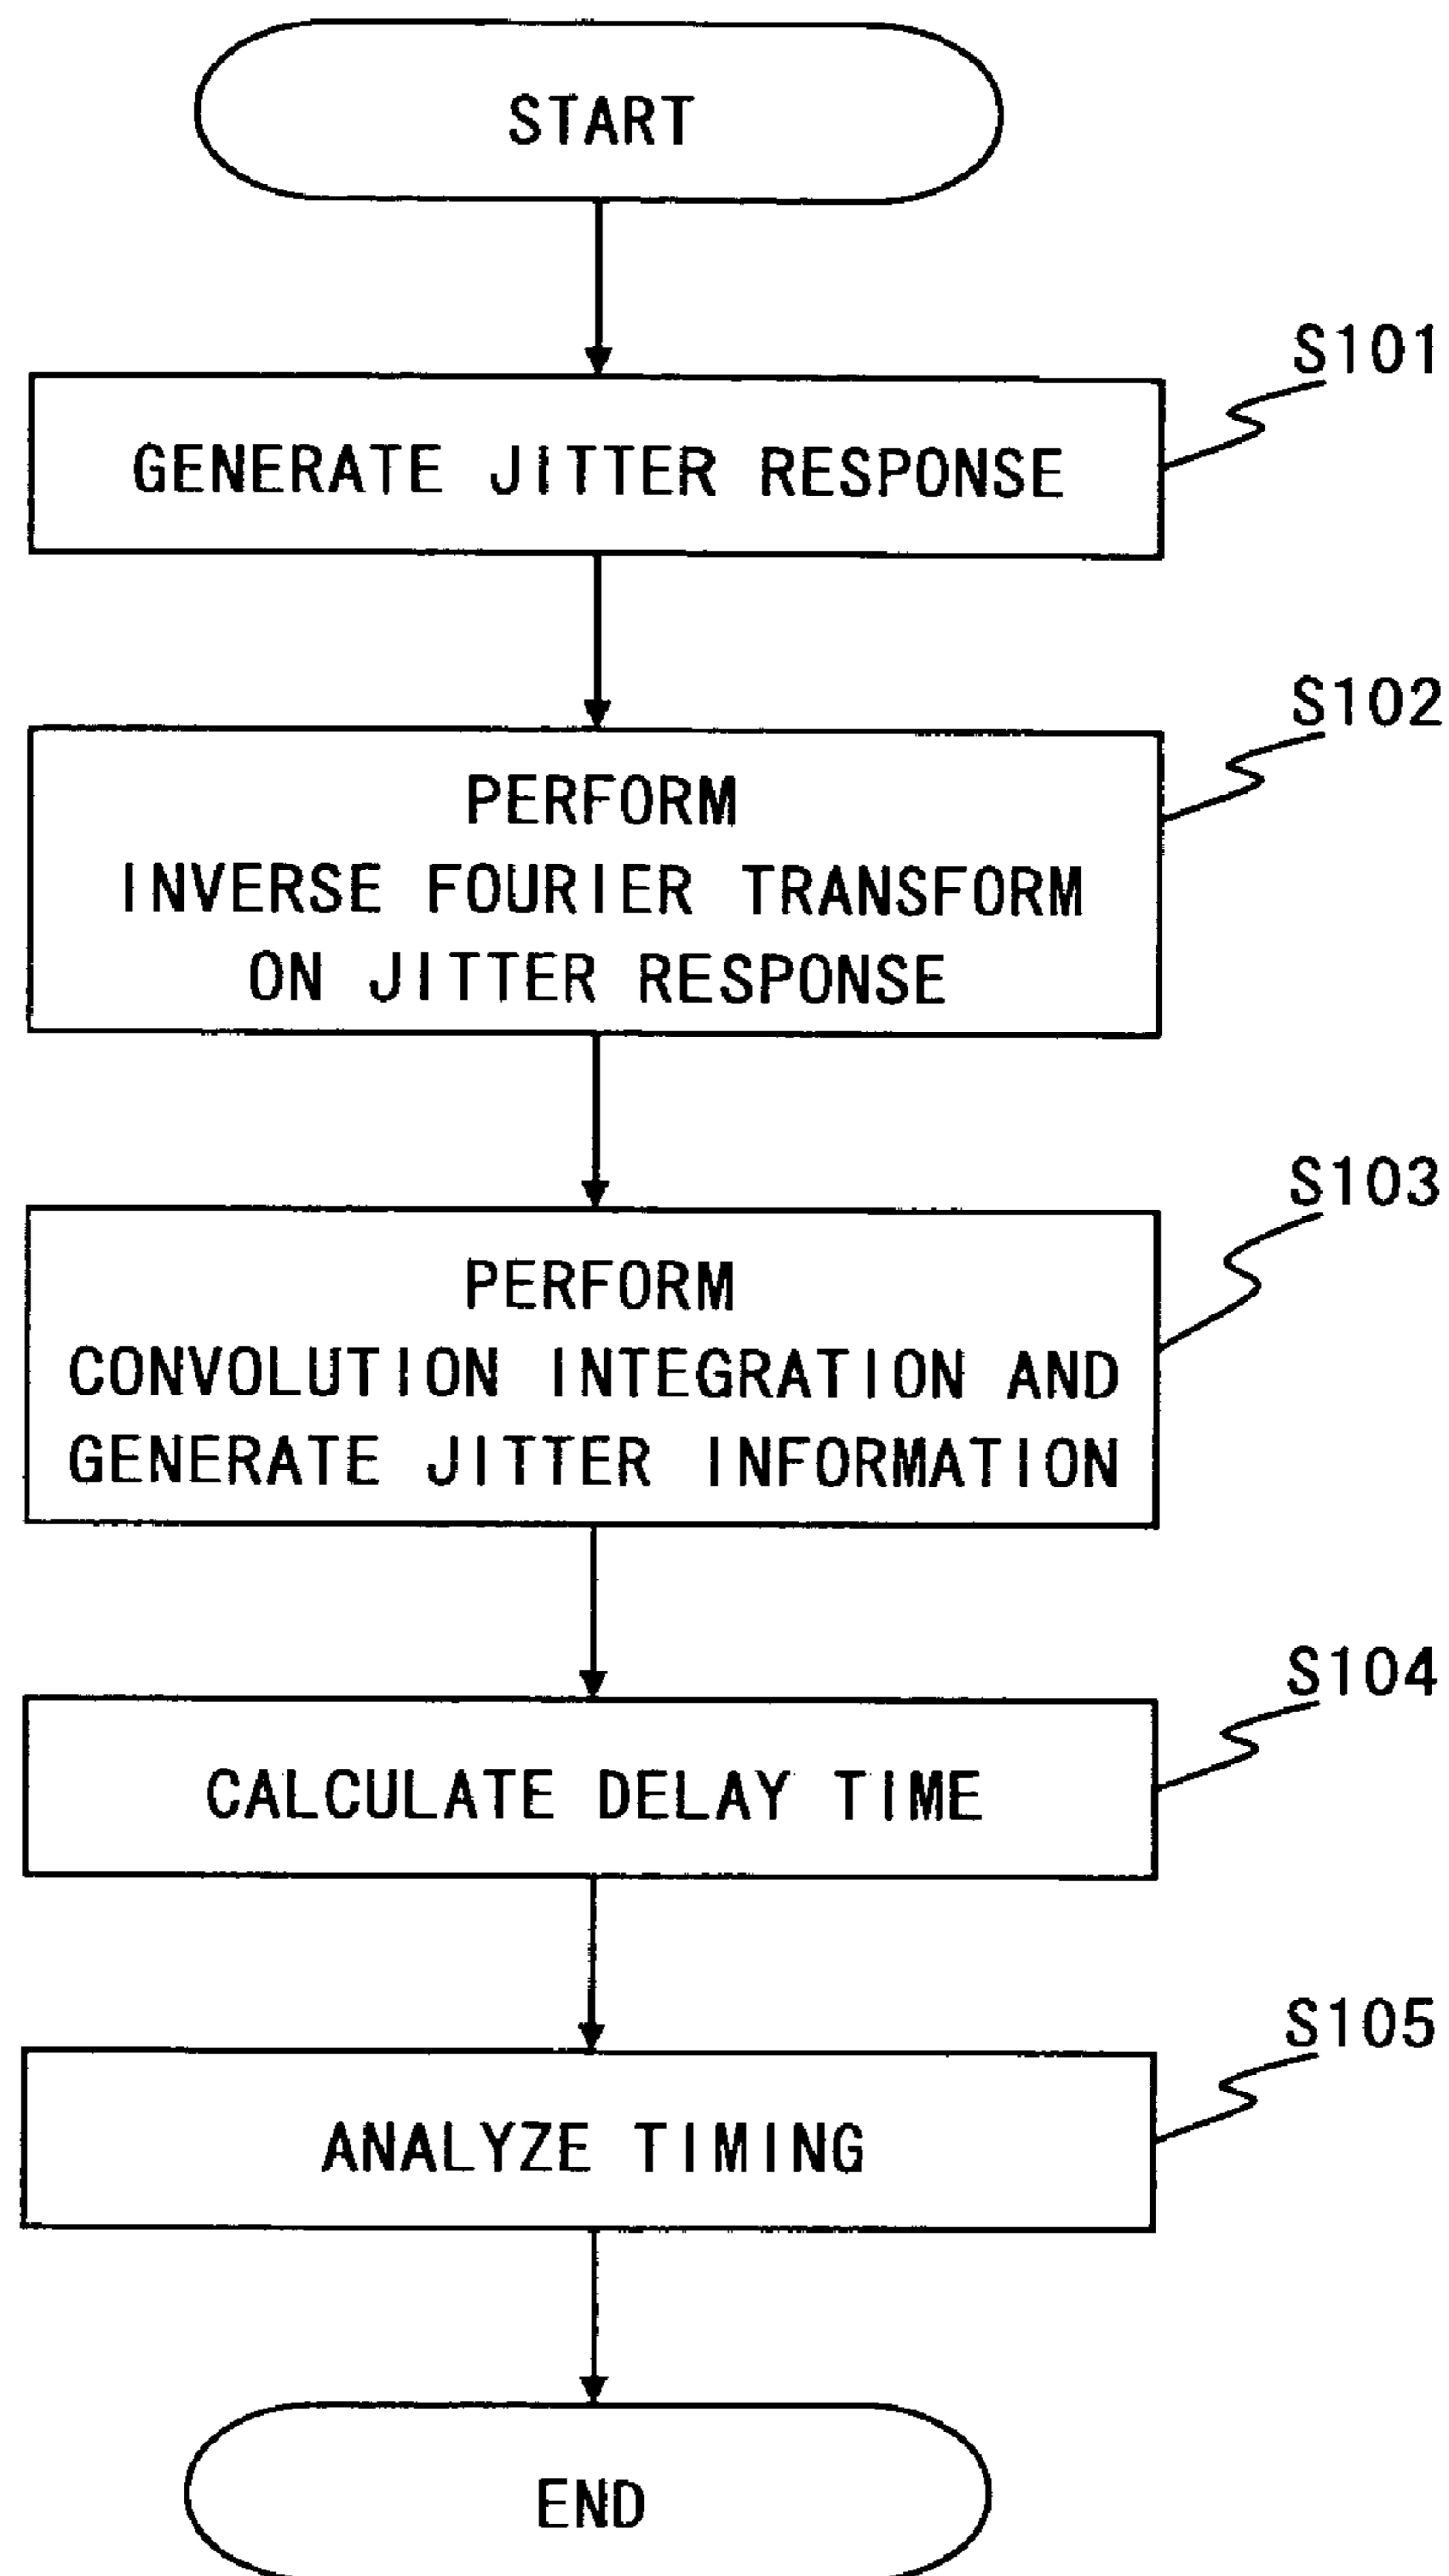 START
S101
GENERATE JITTER RESPONSE
S102
PERFORM
INVERSE FOURIER TRANSFORM
ON JITTER RESPONSE
S103
PERFORM
CONVOLUTION INTEGRATION AND
GENERATE JITTER INFORMATION
S104
CALCULATE DELAY TIME
S105
ANALYZE TIMING
END